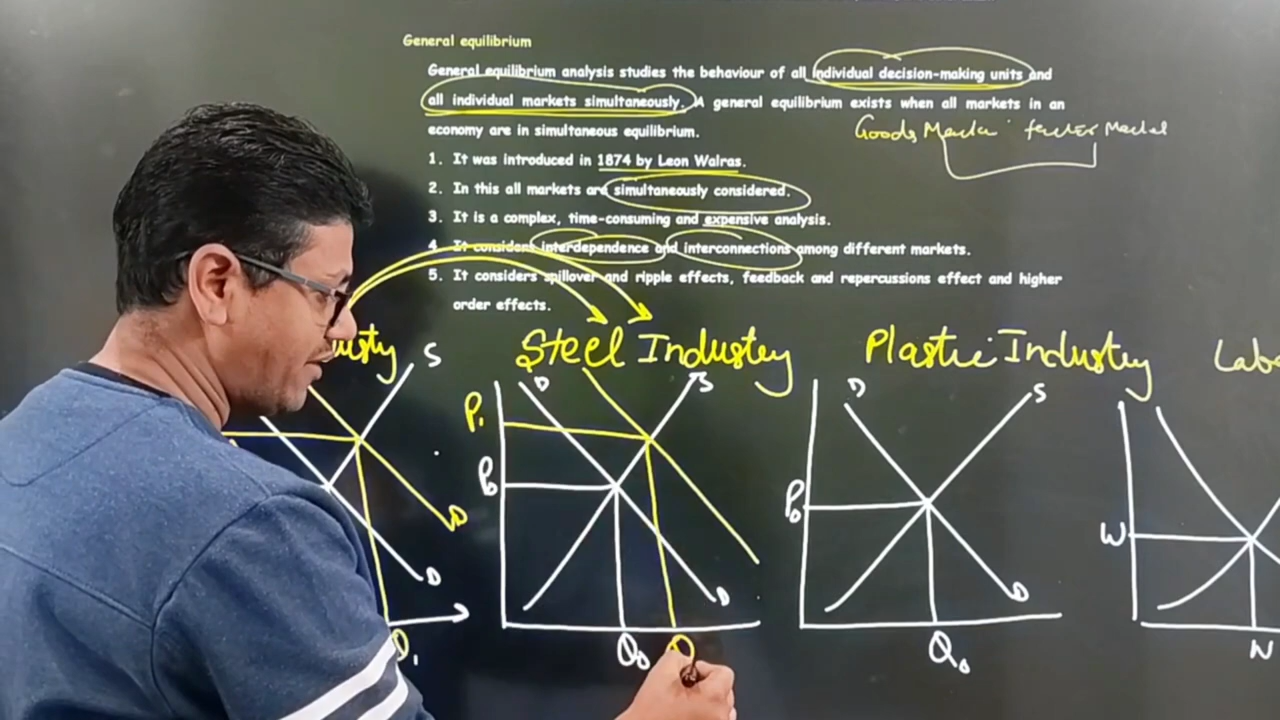 General equilibrium
General equilibrium analysis studies the behaviour of all individual decision-making units and
all individual markets simultaneously. A general equilibrium exists when all markets in an
economy are in simultaneous equilibrium.
Goods Market factor Market
1. It was introduced in 1874 by Leon Walras.
2. In this all markets are simultaneously considered.
3. It is a complex, time-consuming and expensive analysis.
4. It considers interdependence and interconnections among different markets.
5. It considers spillover and ripple effects, feedback and repercussions effect and higher
order effects.
Steel Industry Plastic Industry
S D S D S
P1
P0 P0 W
D D D D
Q1 Q0 Q Q0 N